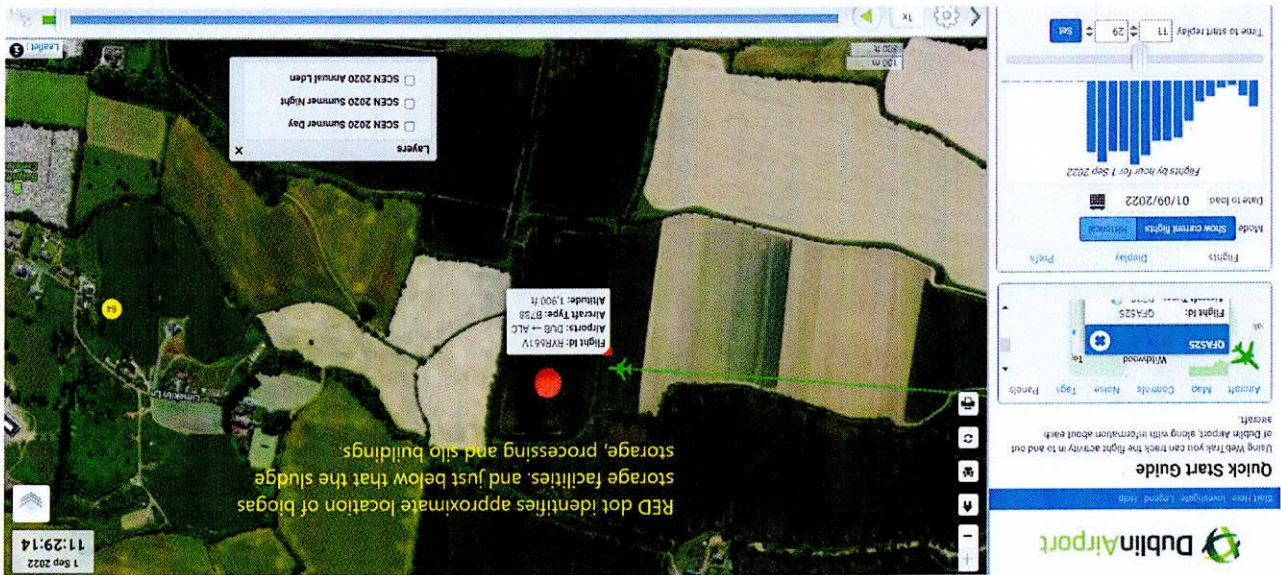 DublinAirport
Start Here Investigate Legend Help
Quick Start Guide
Using WebTrak you can track the flight activity in to and out
of Dublin Airport, along with information about each
aircraft.
Aircraft Map Controls Noise Tags Panels
Wildwood
QFA52S
Flight Id: QFA52S
Flights Display Prefs
Mode Show current flights Historical
Date to load 01/09/2022
Flights by hour for 1 Sep 2022
Time to start replay 11 29 Set
1 Sep 2022
11:29:14
RED dot identifies approximate location of biogas
storage facilities. and just below that the sludge
storage, processing and silo buildings.
Limekiln Ln
Flight Id: RYR661V
Airports: DUB → ALC
Aircraft Type: B738
Altitude: 1,900 ft
64
Layers ×
SCEN 2020 Summer Day
SCEN 2020 Summer Night
SCEN 2020 Annual Lden
100 m
500 ft
Leaflet
1x